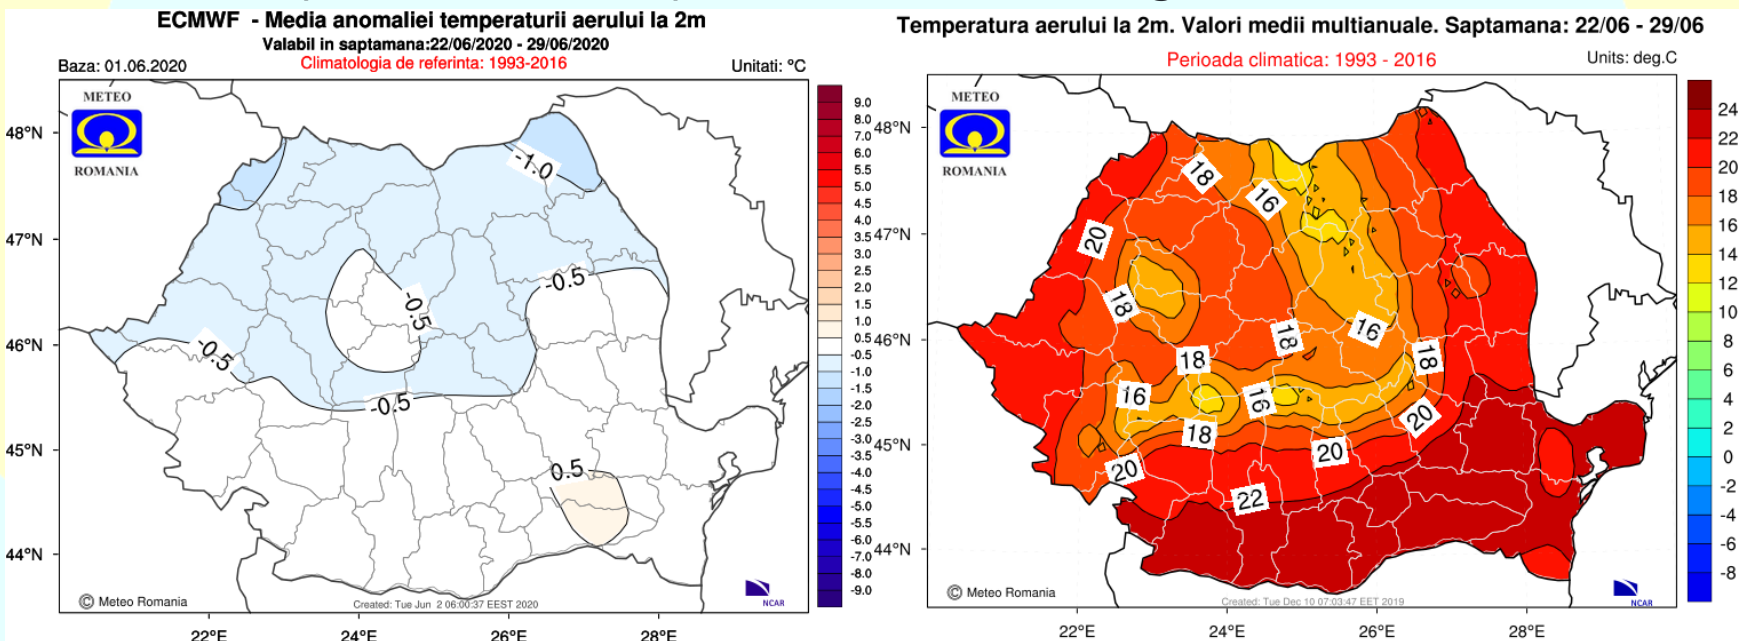 ECMWF - Media anomaliei temperaturii aerului la 2m
Valabil in saptamana:22/06/2020 - 29/06/2020
Baza: 01.06.2020
Climatologia de referinta: 1993-2016
Unitati: ºC
METEO
ROMANIA
48°N
47°N
46°N
45°N
44°N
-1.0
-0.5
-0.5
-0.5
-0.5
0.5
9.0
8.0
7.0
6.0
5.5
5.0
4.5
4.0
3.5
3.0
2.5
2.0
1.5
1.0
0.5
-0.5
-1.0
-1.5
-2.0
-2.5
-3.0
-3.5
-4.0
-4.5
-5.0
-5.5
-6.0
-7.0
-8.0
-9.0
© Meteo Romania
Created: Tue Jun 2 06:00:37 EEST 2020
NCAR
22°E
24°E
26°E
28°E
Temperatura aerului la 2m. Valori medii multianuale. Saptamana: 22/06 - 29/06
Perioada climatica: 1993 - 2016
Units: deg.C
METEO
ROMANIA
48°N
47°N
46°N
45°N
44°N
18
16
20
18
16
18
18
18
16
16
20
18
20
20
22
24
22
20
18
16
14
12
10
8
6
4
2
0
-2
-4
-6
-8
© Meteo Romania
Created: Tue Dec 10 07:03:47 EET 2019
NCAR
22°E
24°E
26°E
28°E